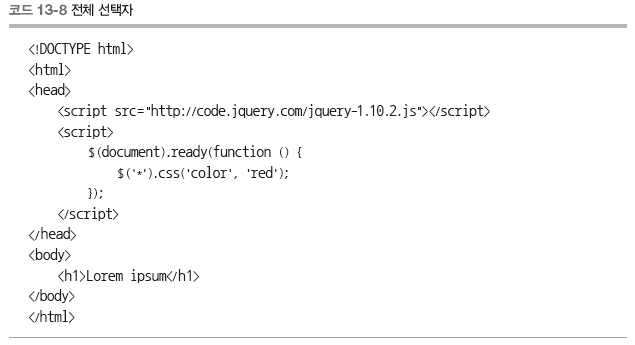 코드 13-8 전체 선택자
<!DOCTYPE html>
<html>
<head>
    <script src="http://code.jquery.com/jquery-1.10.2.js"></script>
    <script>
        $(document).ready(function () {
            $('*').css('color', 'red');
        });
    </script>
</head>
<body>
    <h1>Lorem ipsum</h1>
</body>
</html>